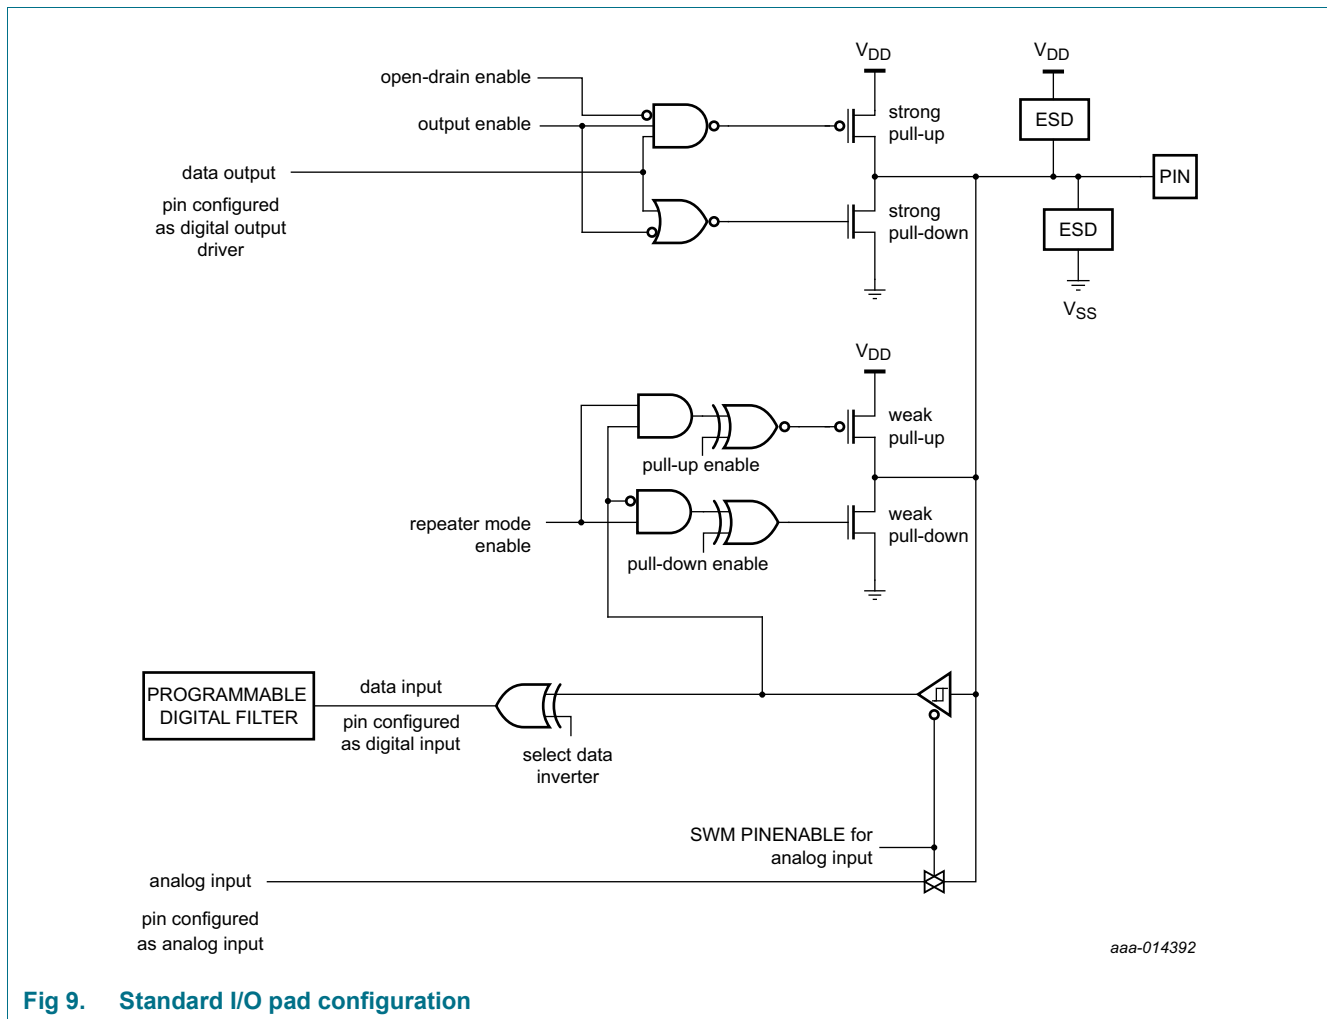 VDD
VDD
open-drain enable
strong
pull-up
ESD
output enable
data output
PIN
pin configured
as digital output
driver
strong
pull-down
ESD
VSS
VDD
weak
pull-up
pull-up enable
repeater mode
enable
weak
pull-down
pull-down enable
PROGRAMMABLE
DIGITAL FILTER
data input
pin configured
as digital input
select data
inverter
SWM PINENABLE for
analog input
analog input
pin configured
as analog input
aaa-014392
Fig 9. Standard I/O pad configuration